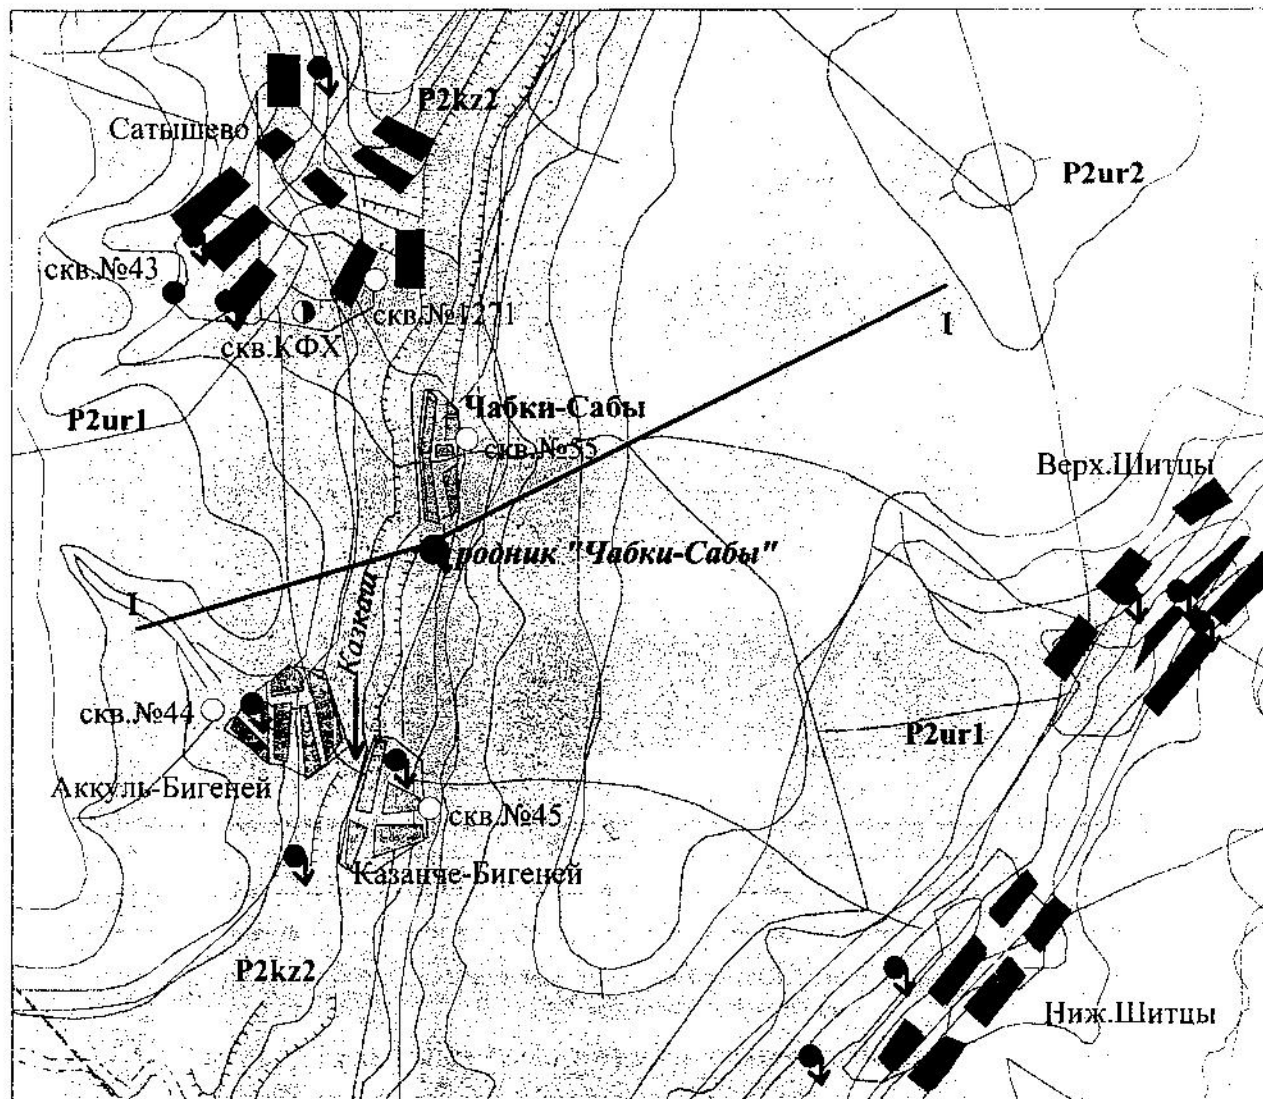 P2kz2
Сатышево
P2ur2
скв.№43
скв.№1271
I
скв.КФХ
P2ur1
Чабки-Сабы
скв.№55
Верх.Шитцы
родник "Чабки-Сабы"
I
Казкаш
скв.№44
P2ur1
Аккуль-Бигеней
скв.№45
Казанче-Бигеней
P2kz2
Ниж.Шитцы